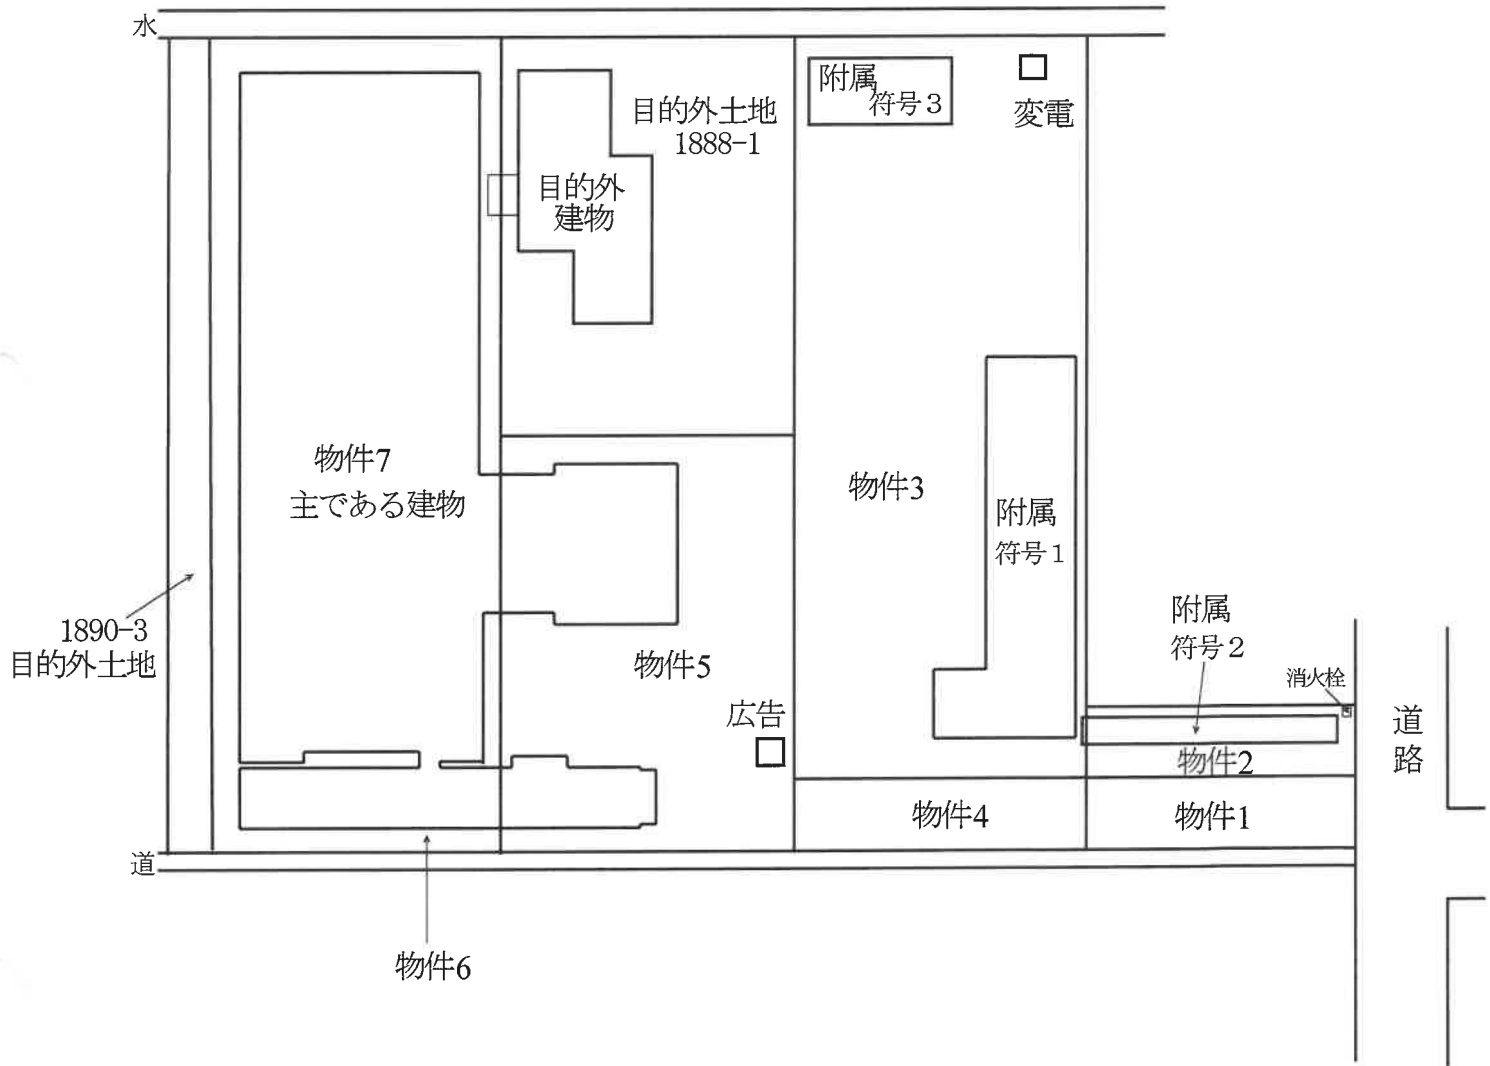 水
附属
符号3
変電
目的外土地
1888-1
目的外
建物
物件7
主である建物
物件3
附属
符号1
1890-3
目的外土地
附属
符号2
物件5
消火栓
広告
道路
物件2
物件4
物件1
道
物件6